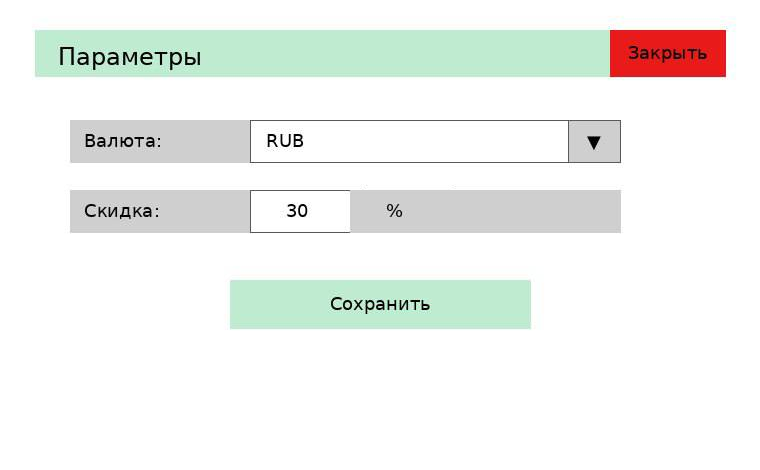 Параметры Закрыть
Валюта: RUB ▼
Скидка: 30 %
Сохранить